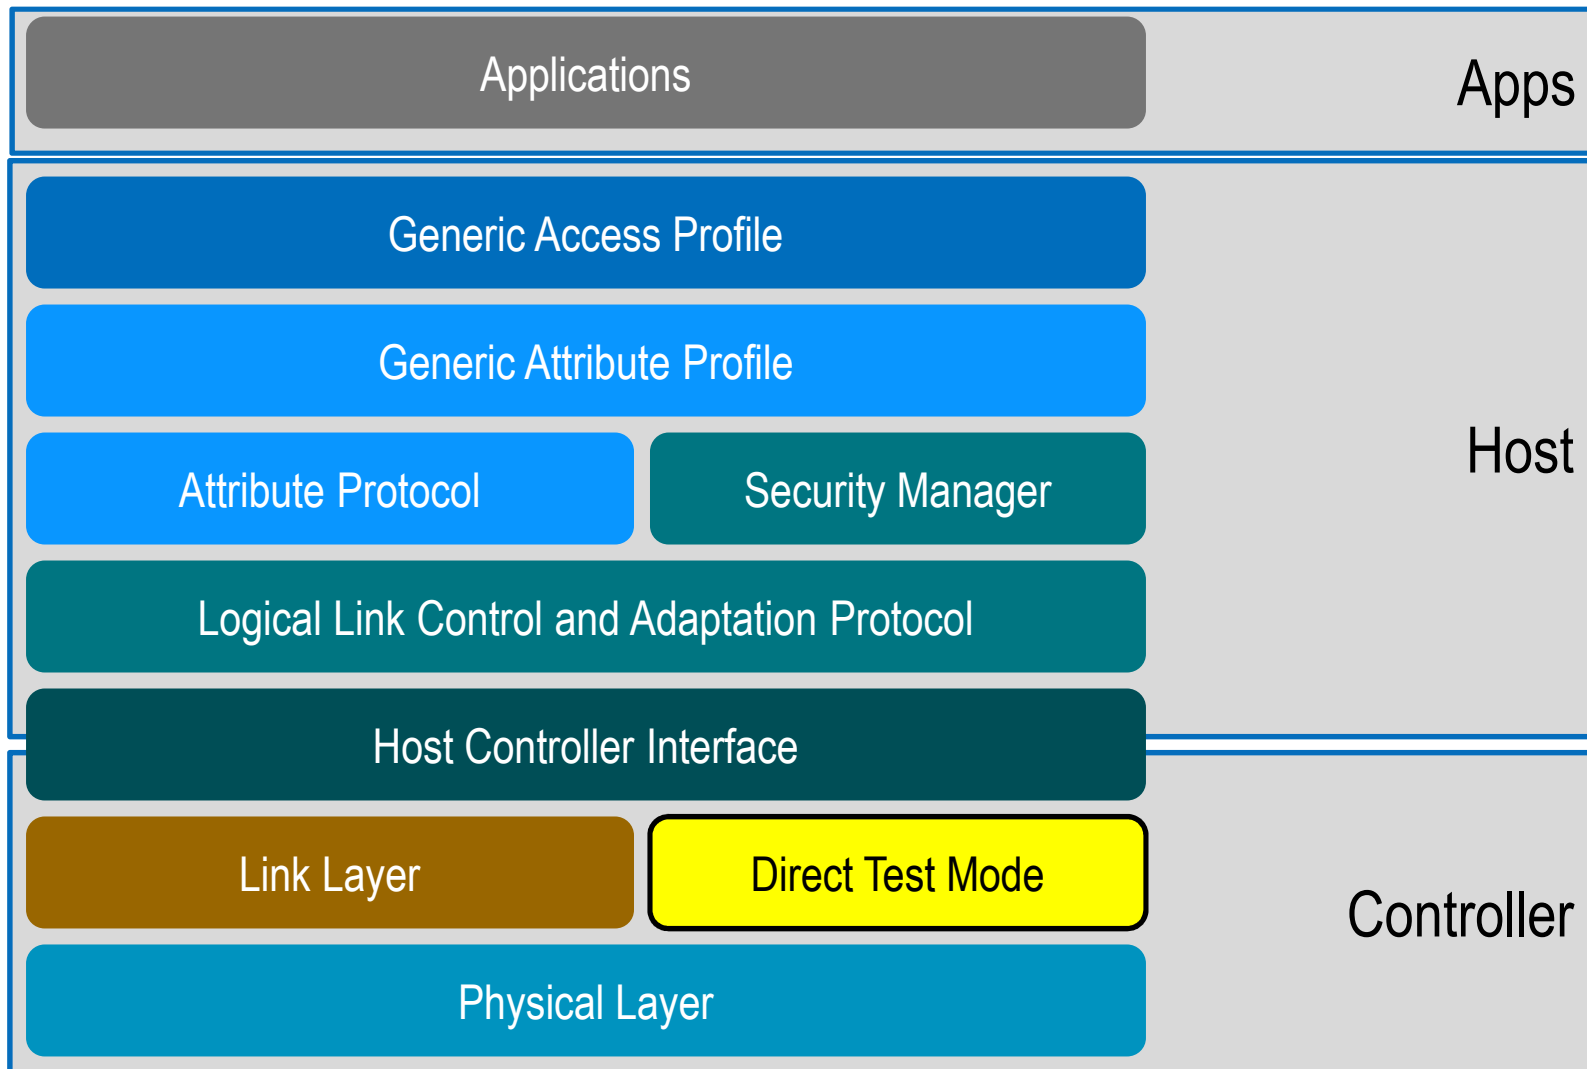 Applications
Apps
Generic Access Profile
Generic Attribute Profile
Host
Attribute Protocol
Security Manager
Logical Link Control and Adaptation Protocol
Host Controller Interface
Link Layer
Direct Test Mode
Controller
Physical Layer